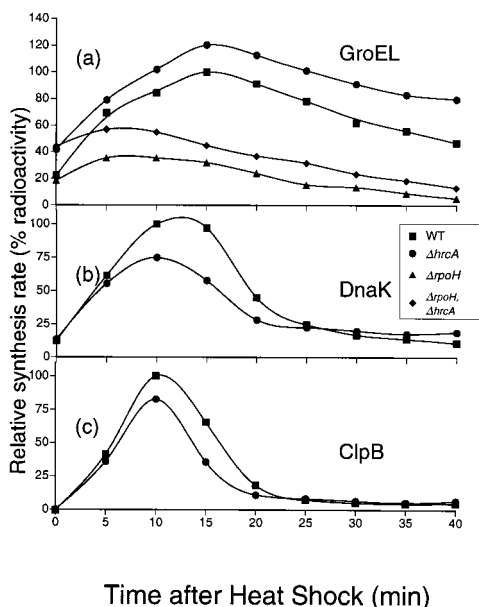 140
120
100
80
60
40
20
0
(a)
GroEL
100
75
50
25
0
(b)
DnaK
WT
ΔhrcA
ΔrpoH
ΔrpoH,
ΔhrcA
100
75
50
25
0
(c)
ClpB
0 5 10 15 20 25 30 35 40
Relative synthesis rate (% radioactivity)
Time after Heat Shock (min)